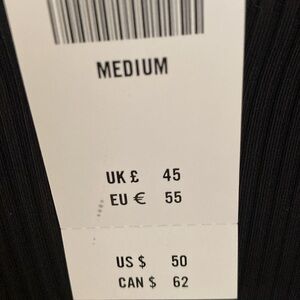 MEDIUM
UK £ 45
EU € 55
US $ 50
CAN $ 62